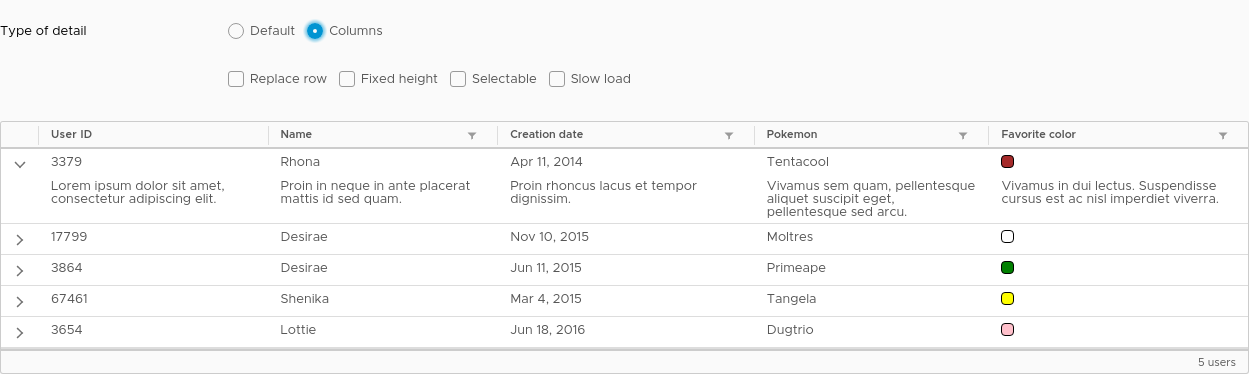 Type of detail Default Columns
Replace row Fixed height Selectable Slow load
User ID Name Creation date Pokemon Favorite color
3379 Rhona Apr 11, 2014 Tentacool
Lorem ipsum dolor sit amet, Proin in neque in ante placerat Proin rhoncus lacus et tempor Vivamus sem quam, pellentesque Vivamus in dui lectus. Suspendisse
consectetur adipiscing elit. mattis id sed quam. dignissim. aliquet suscipit eget, cursus est ac nisl imperdiet viverra.
pellentesque sed arcu.
17799 Desirae Nov 10, 2015 Moltres
3864 Desirae Jun 11, 2015 Primeape
67461 Shenika Mar 4, 2015 Tangela
3654 Lottie Jun 18, 2016 Dugtrio
5 users